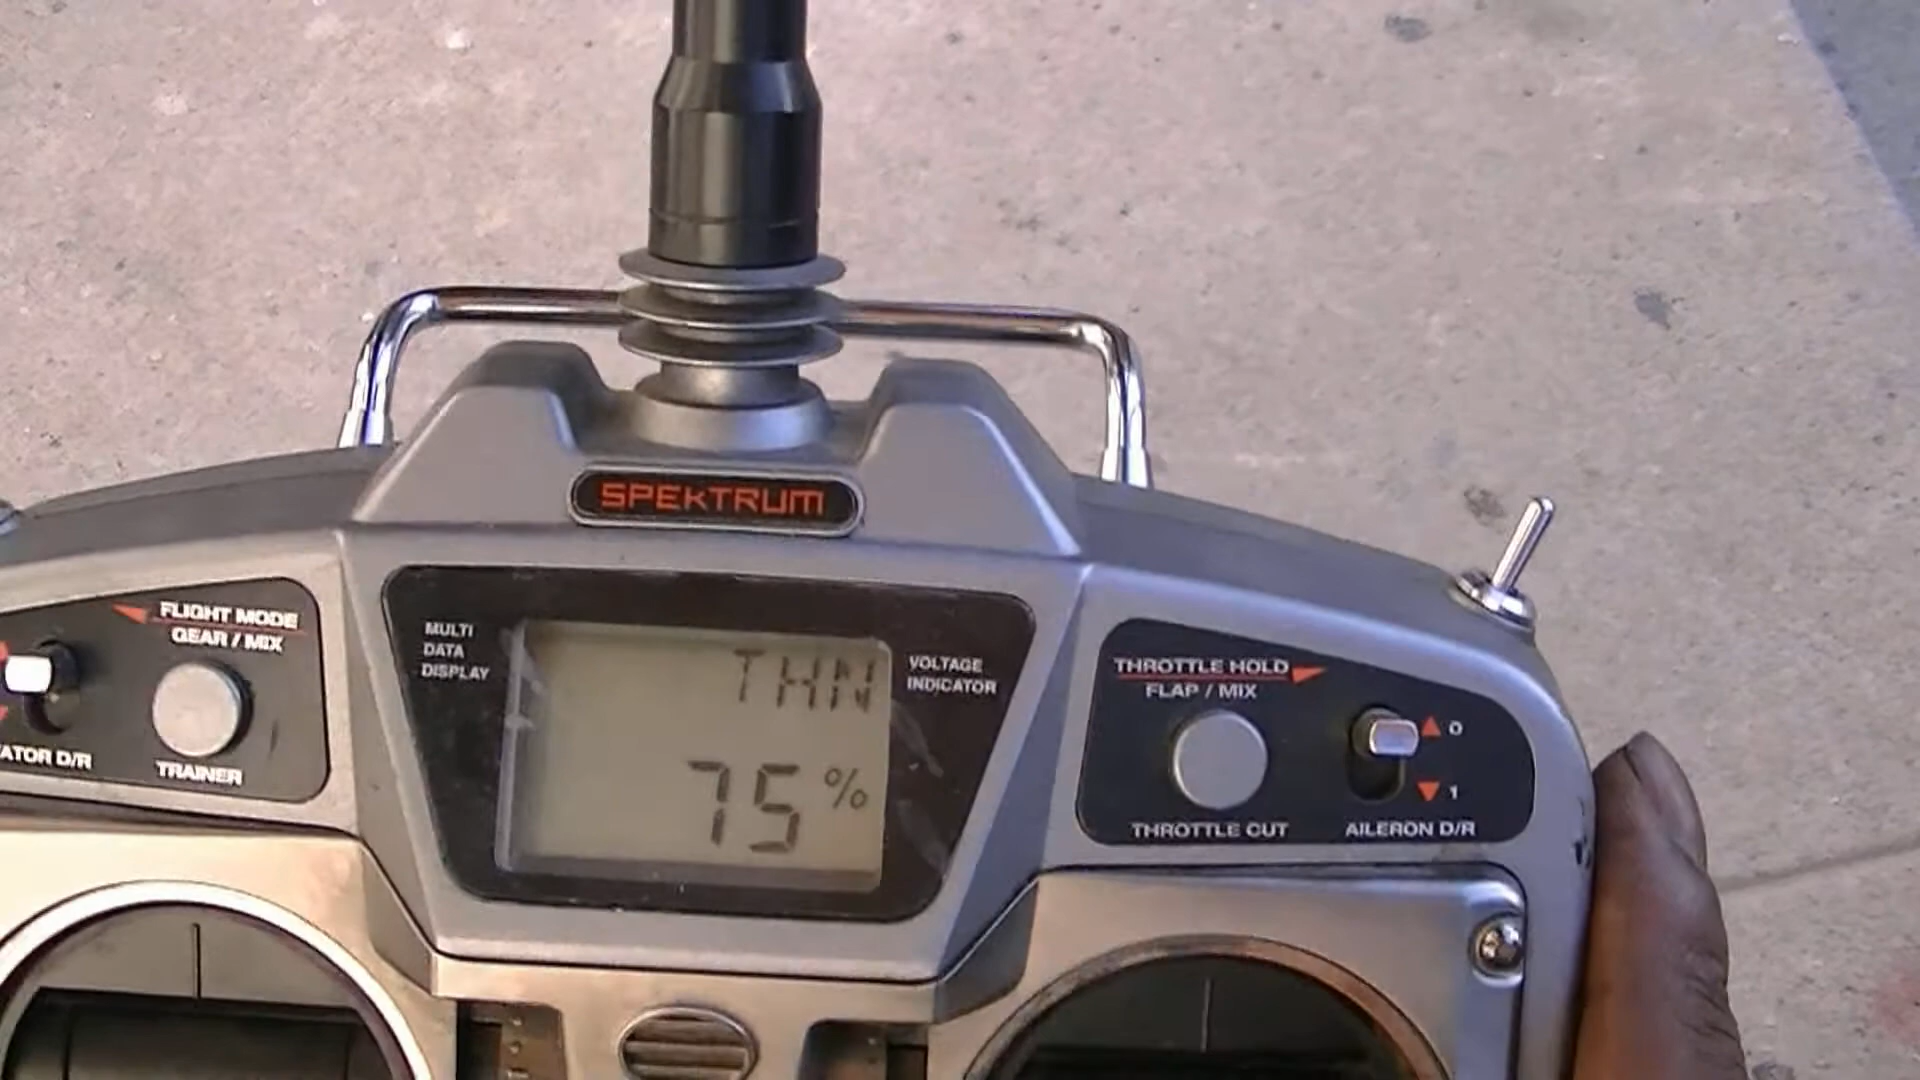 SPEKTRUM
FLIGHT MODE
GEAR / MIX
ATOR D/R
TRAINER
MULTI
DATA
DISPLAY
THN
75%
VOLTAGE
INDICATOR
THROTTLE HOLD
FLAP / MIX
0
1
THROTTLE CUT
AILERON D/R